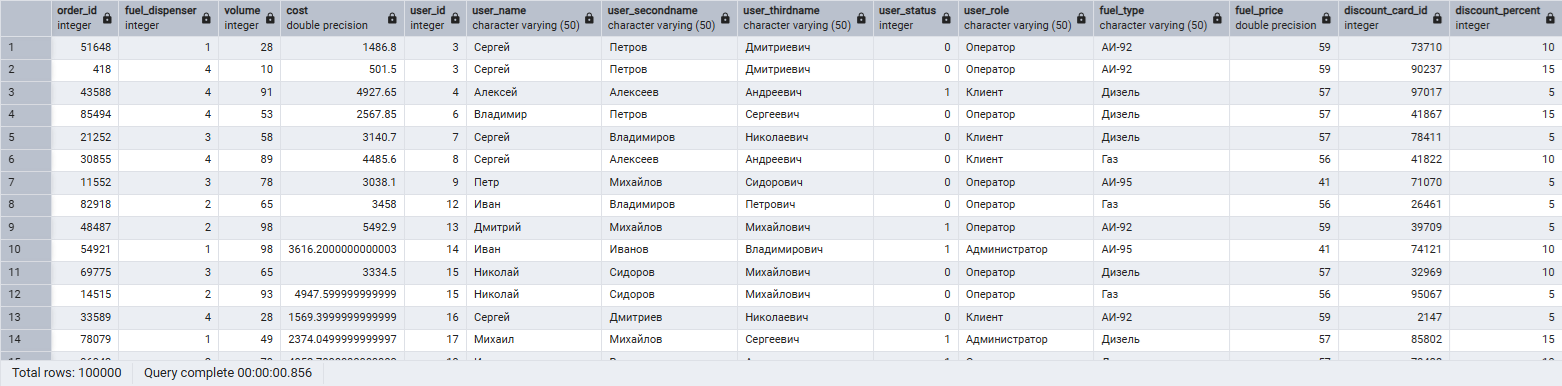 order_id fuel_dispenser volume cost user_id user_name user_secondname user_thirdname user_status user_role fuel_type fuel_price discount_card_id discount_percent
integer integer integer double precision integer character varying (50) character varying (50) character varying (50) integer character varying (50) character varying (50) double precision integer integer
1 51648 1 28 1486.8 3 Сергей Петров Дмитриевич 0 Оператор АИ-92 59 73710 10
2 418 4 10 501.5 3 Сергей Петров Дмитриевич 0 Оператор АИ-92 59 90237 15
3 43588 4 91 4927.65 4 Алексей Алексеев Андреевич 1 Клиент Дизель 57 97017 5
4 85494 4 53 2567.85 6 Владимир Петров Сергеевич 0 Оператор Дизель 57 41867 15
5 21252 3 58 3140.7 7 Сергей Владимиров Николаевич 0 Клиент Дизель 57 78411 5
6 30855 4 89 4485.6 8 Сергей Алексеев Андреевич 0 Клиент Газ 56 41822 10
7 11552 3 78 3038.1 9 Петр Михайлов Сидорович 0 Оператор АИ-95 41 71070 5
8 82918 2 65 3458 12 Иван Владимиров Петрович 0 Оператор Газ 56 26461 5
9 48487 2 98 5492.9 13 Дмитрий Михайлов Михайлович 1 Оператор АИ-92 59 39709 5
10 54921 1 98 3616.2000000000003 14 Иван Иванов Владимирович 1 Администратор АИ-95 41 74121 10
11 69775 3 65 3334.5 15 Николай Сидоров Михайлович 0 Оператор Дизель 57 32969 10
12 14515 2 93 4947.599999999999 15 Николай Сидоров Михайлович 0 Оператор Газ 56 95067 5
13 33589 4 28 1569.3999999999999 16 Сергей Дмитриев Николаевич 0 Клиент АИ-92 59 2147 5
14 78079 1 49 2374.0499999999997 17 Михаил Михайлов Сергеевич 1 Администратор Дизель 57 85802 15
Total rows: 100000 Query complete 00:00:00.856